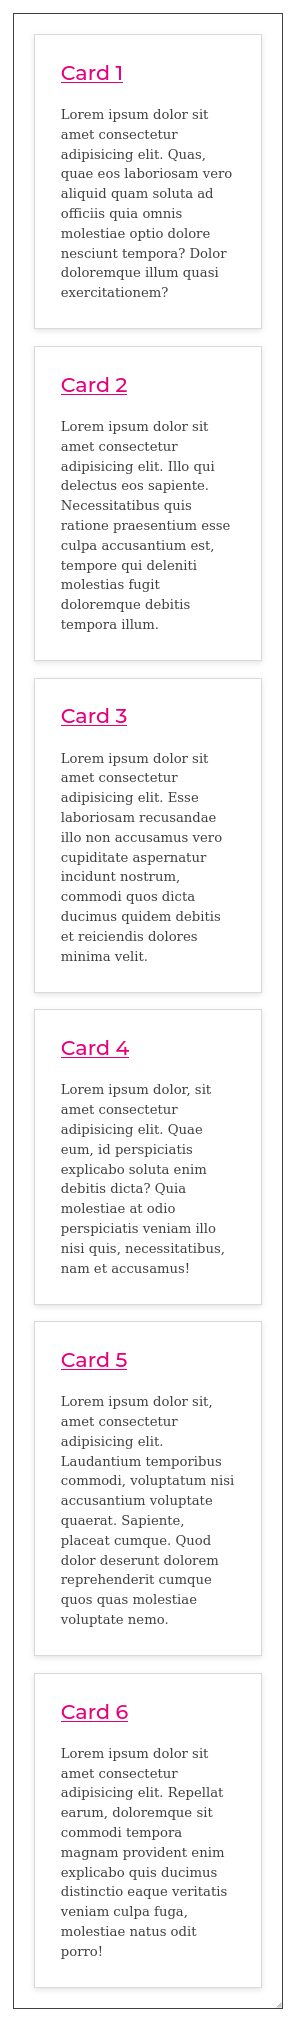 Card 1
Lorem ipsum dolor sit
amet consectetur
adipisicing elit. Quas,
quae eos laboriosam vero
aliquid quam soluta ad
officiis quia omnis
molestiae optio dolore
nesciunt tempora? Dolor
doloremque illum quasi
exercitationem?
Card 2
Lorem ipsum dolor sit
amet consectetur
adipisicing elit. Illo qui
delectus eos sapiente.
Necessitatibus quis
ratione praesentium esse
culpa accusantium est,
tempore qui deleniti
molestias fugit
doloremque debitis
tempora illum.
Card 3
Lorem ipsum dolor sit
amet consectetur
adipisicing elit. Esse
laboriosam recusandae
illo non accusamus vero
cupiditate aspernatur
incidunt nostrum,
commodi quos dicta
ducimus quidem debitis
et reiciendis dolores
minima velit.
Card 4
Lorem ipsum dolor, sit
amet consectetur
adipisicing elit. Quae
eum, id perspiciatis
explicabo soluta enim
debitis dicta? Quia
molestiae at odio
perspiciatis veniam illo
nisi quis, necessitatibus,
nam et accusamus!
Card 5
Lorem ipsum dolor sit,
amet consectetur
adipisicing elit.
Laudantium temporibus
commodi, voluptatum nisi
accusantium voluptate
quaerat. Sapiente,
placeat cumque. Quod
dolor deserunt dolorem
reprehenderit cumque
quos quas molestiae
voluptate nemo.
Card 6
Lorem ipsum dolor sit
amet consectetur
adipisicing elit. Repellat
earum, doloremque sit
commodi tempora
magnam provident enim
explicabo quis ducimus
distinctio eaque veritatis
veniam culpa fuga,
molestiae natus odit
porro!